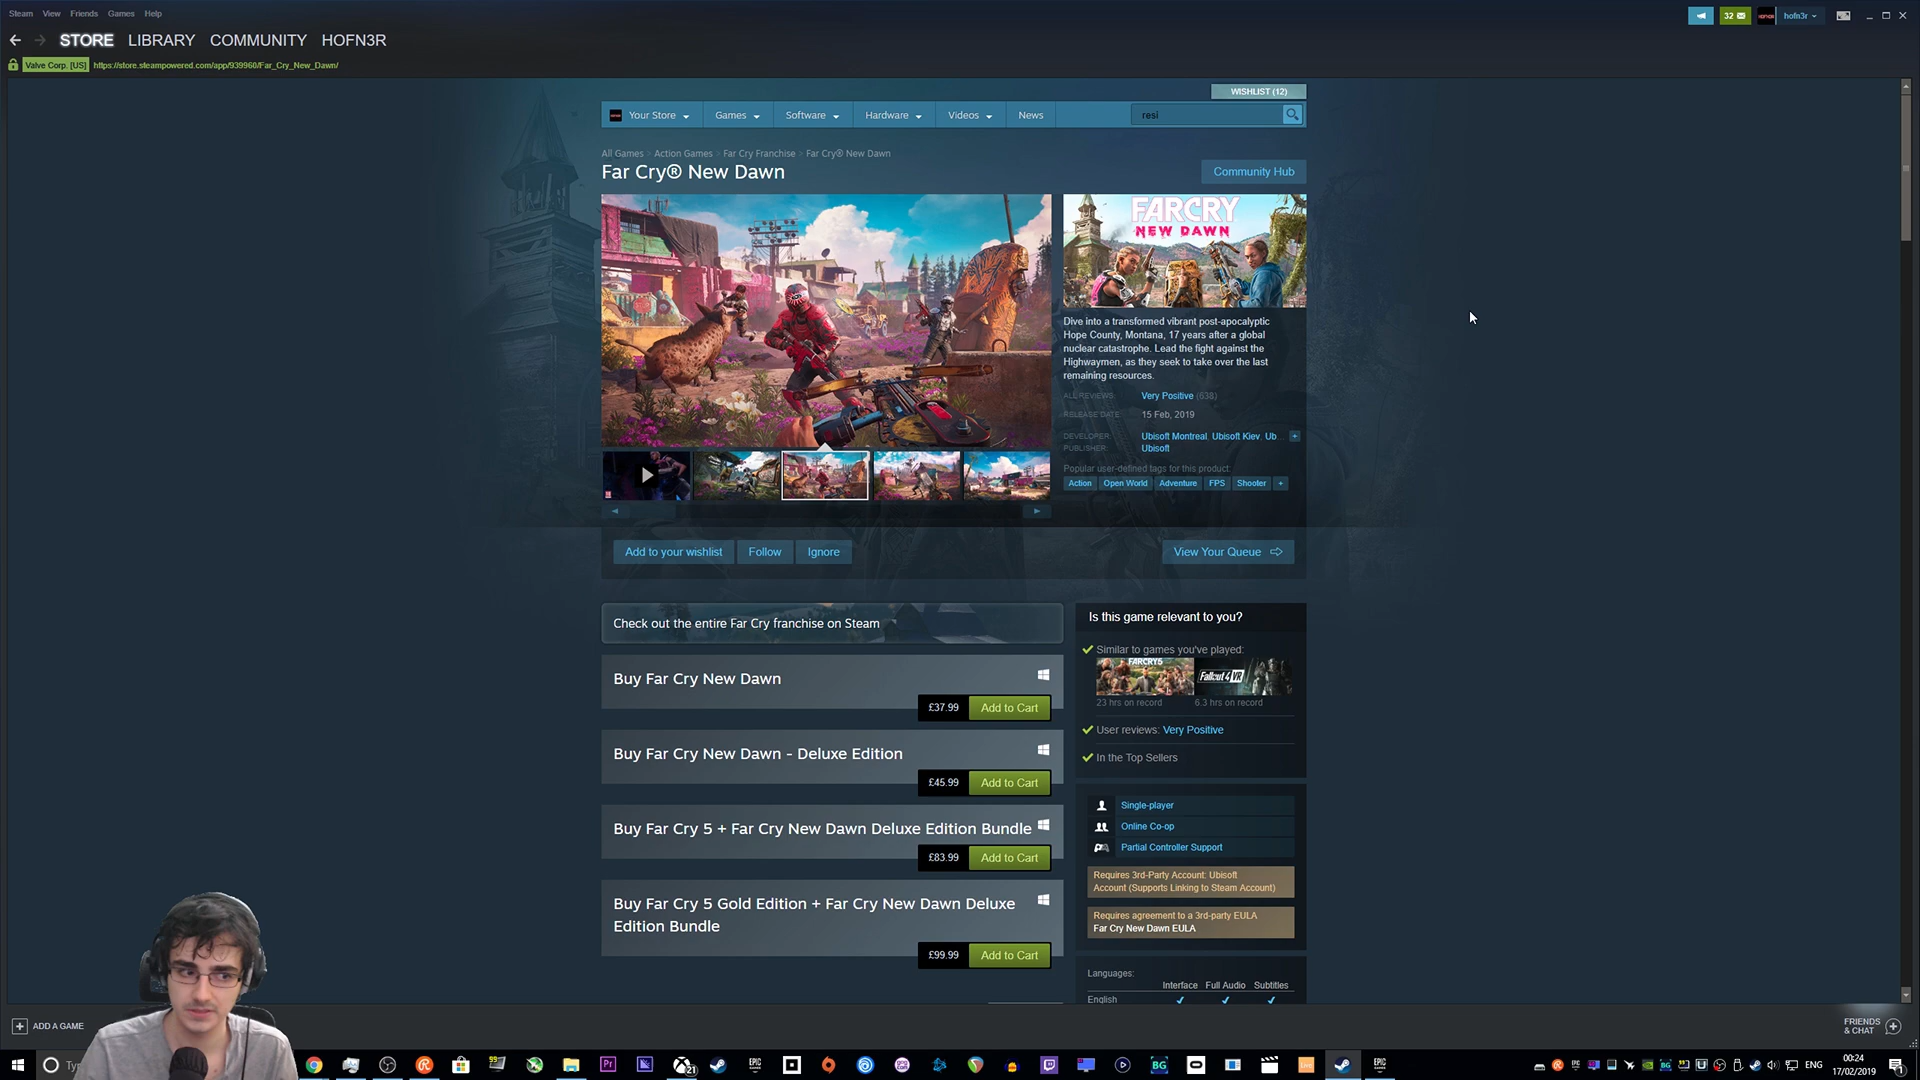 Steam View Friends Games Help
32
hofn3r
STORE LIBRARY COMMUNITY HOFN3R
Valve Corp. [US] https://store.steampowered.com/app/939960/Far_Cry_New_Dawn/
WISHLIST (12)
Your Store Games Software Hardware Videos News
resi
All Games > Action Games > Far Cry Franchise > Far Cry® New Dawn
Far Cry® New Dawn
Community Hub
FARCRY
NEW DAWN
Dive into a transformed vibrant post-apocalyptic
Hope County, Montana, 17 years after a global
nuclear catastrophe. Lead the fight against the
Highwaymen, as they seek to take over the last
remaining resources.
ALL REVIEWS: Very Positive (638)
RELEASE DATE: 15 Feb, 2019
DEVELOPER: Ubisoft Montreal, Ubisoft Kiev, Ub... +
PUBLISHER: Ubisoft
Popular user-defined tags for this product:
Action Open World Adventure FPS Shooter +
Add to your wishlist Follow Ignore
View Your Queue
Check out the entire Far Cry franchise on Steam
Buy Far Cry New Dawn
£37.99 Add to Cart
Buy Far Cry New Dawn - Deluxe Edition
£45.99 Add to Cart
Buy Far Cry 5 + Far Cry New Dawn Deluxe Edition Bundle
£83.99 Add to Cart
Buy Far Cry 5 Gold Edition + Far Cry New Dawn Deluxe
Edition Bundle
£99.99 Add to Cart
Is this game relevant to you?
Similar to games you've played:
FARCRY5
Fallout 4 VR
23 hrs on record 6.3 hrs on record
User reviews: Very Positive
In the Top Sellers
Single-player
Online Co-op
Partial Controller Support
Requires 3rd-Party Account: Ubisoft
Account (Supports Linking to Steam Account)
Requires agreement to a 3rd-party EULA
Far Cry New Dawn EULA
Languages:
Interface Full Audio Subtitles
English
+ ADD A GAME
FRIENDS
& CHAT
Ty
Pr
21
EPIC
BG
EPIC
ENG
00:24
17/02/2019